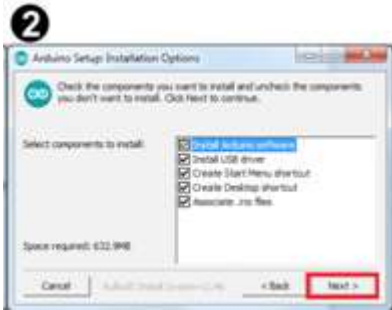 2
Arduino Setup: Installation Options
Check the components you want to install and uncheck the components
you don't want to install. Click Next to continue.
Select components to install:
Install Arduino software
Install USB driver
Create Start Menu shortcut
Create Desktop shortcut
Associate .ino files
Space required: 632.9MB
Cancel
< Back
Next >